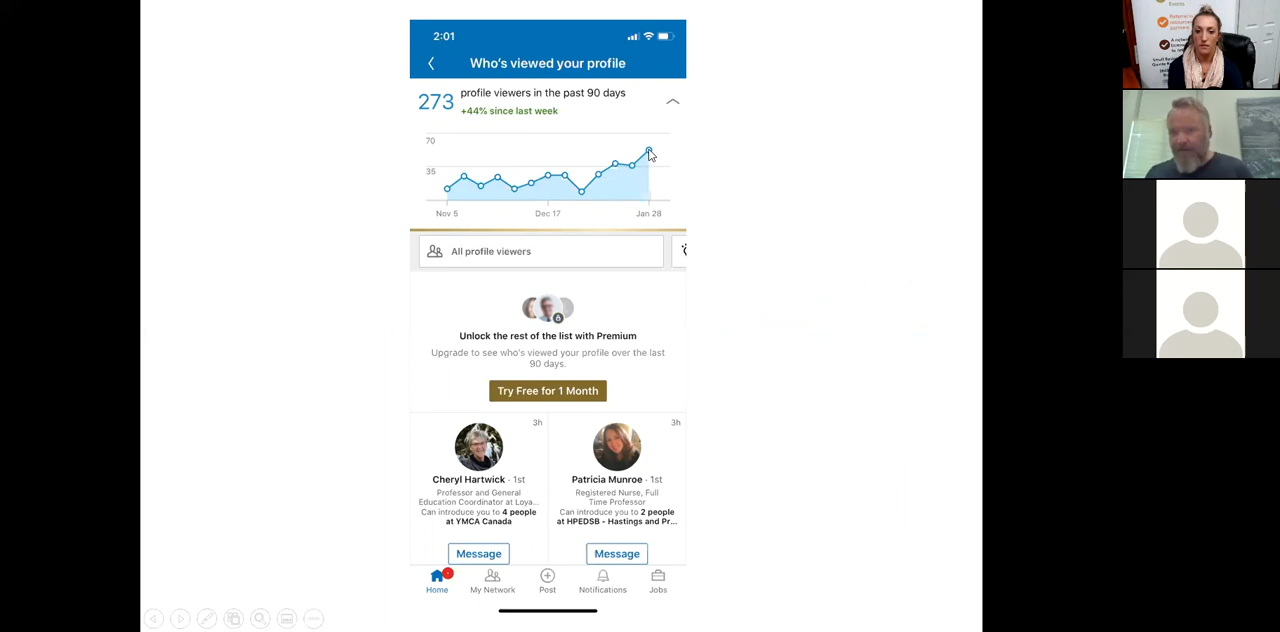 2:01
Who's viewed your profile
273
profile viewers in the past 90 days
+44% since last week
70
35
Nov 5
Dec 17
Jan 28
All profile viewers
Unlock the rest of the list with Premium
Upgrade to see who's viewed your profile over the last
90 days.
Try Free for 1 Month
3h
Cheryl Hartwick · 1st
Professor and General
Education Coordinator at Loya...
Can introduce you to 4 people
at YMCA Canada
Message
3h
Patricia Munroe · 1st
Registered Nurse, Full
Time Professor
Can introduce you to 2 people
at HPEDSB - Hastings and Pr...
Message
Home
My Network
Post
Notifications
Jobs
Events